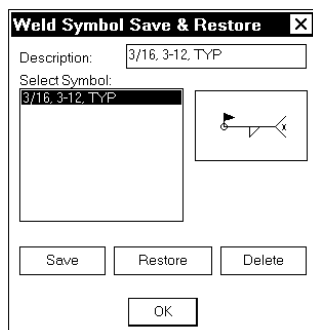 Weld Symbol Save & Restore
Description: 3/16, 3-12, TYP
Select Symbol:
3/16, 3-12, TYP
x
Save Restore Delete
OK